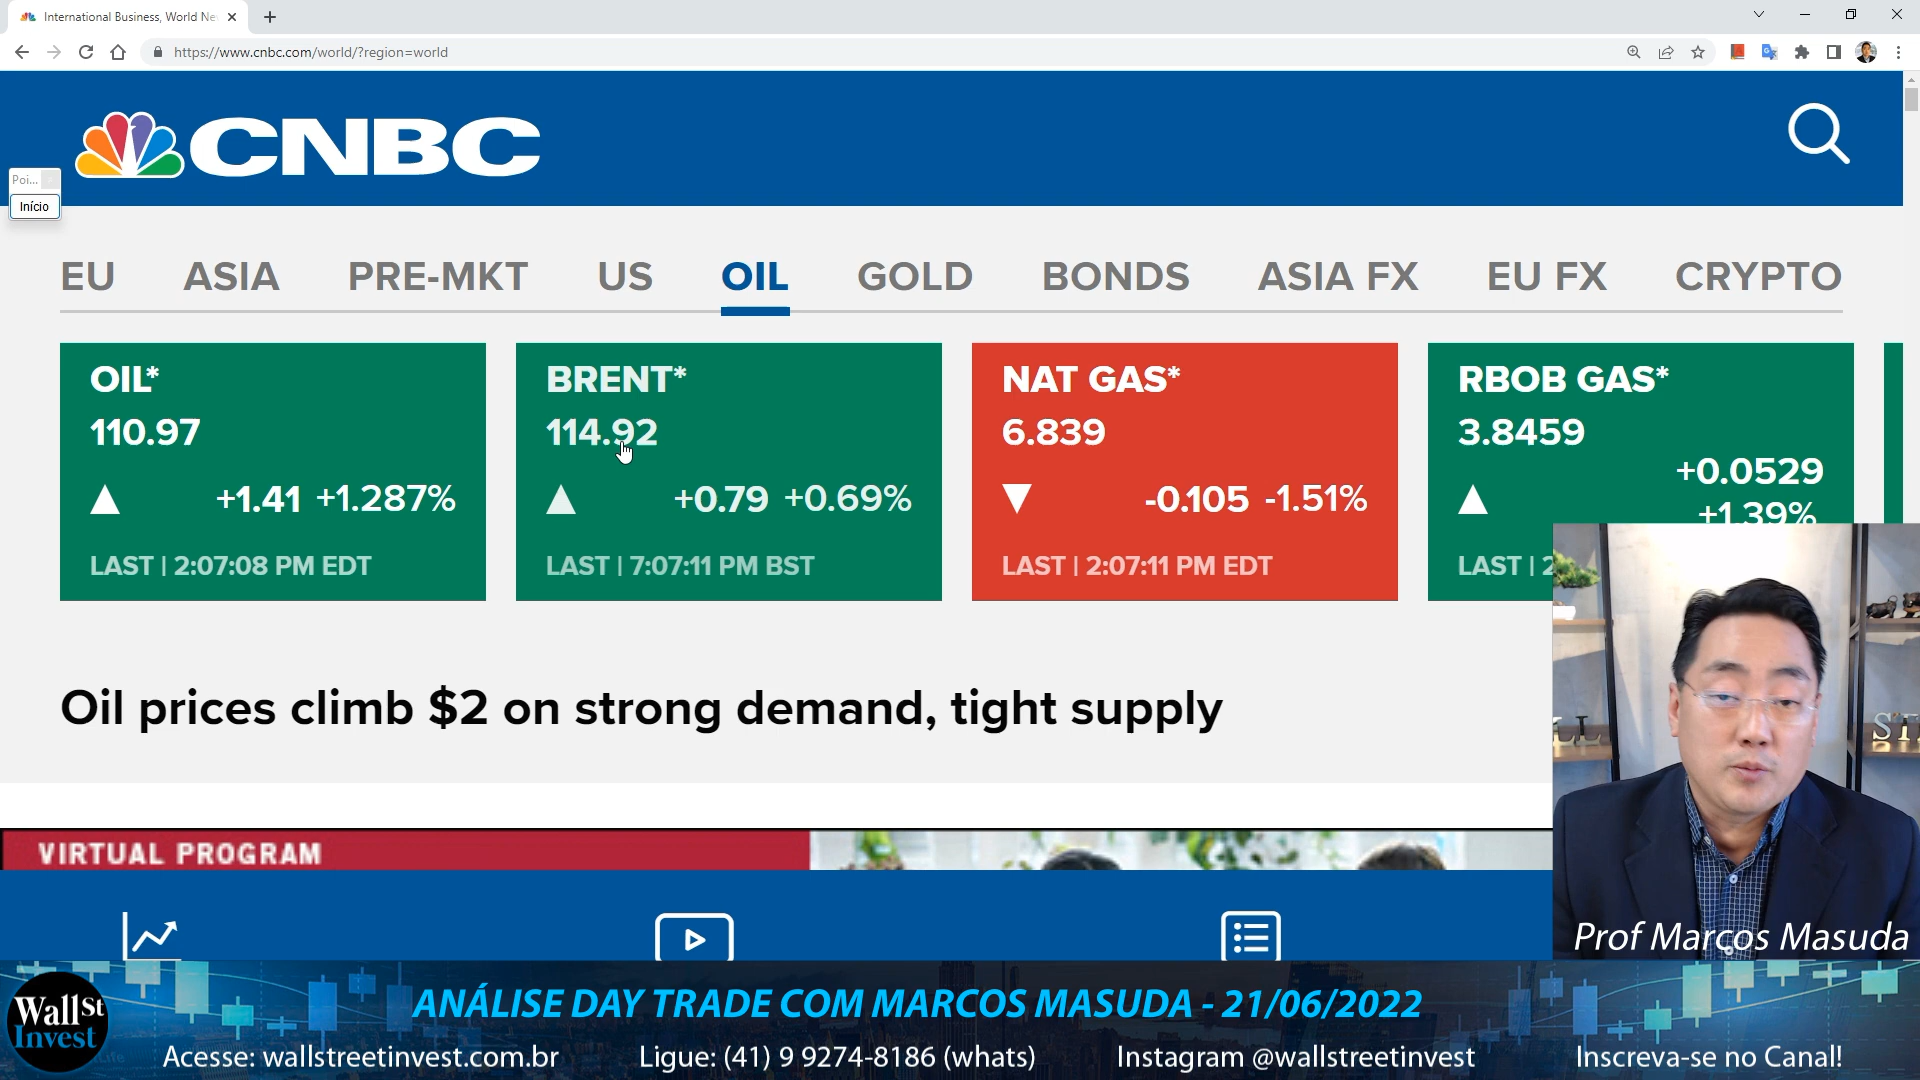 International Business, World Ne
https://www.cnbc.com/world/?region=world
CNBC
Poi...
Início
EU ASIA PRE-MKT US OIL GOLD BONDS ASIA FX EU FX CRYPTO
OIL*
110.97
+1.41 +1.287%
LAST | 2:07:08 PM EDT
BRENT*
114.92
+0.79 +0.69%
LAST | 7:07:11 PM BST
NAT GAS*
6.839
-0.105 -1.51%
LAST | 2:07:11 PM EDT
RBOB GAS*
3.8459
+0.0529
+1.39%
LAST | 2
Oil prices climb $2 on strong demand, tight supply
VIRTUAL PROGRAM
Prof Marcos Masuda
Wall St
Invest
ANÁLISE DAY TRADE COM MARCOS MASUDA - 21/06/2022
Acesse: wallstreetinvest.com.br Ligue: (41) 9 9274-8186 (whats) Instagram @wallstreetinvest Inscreva-se no Canal!